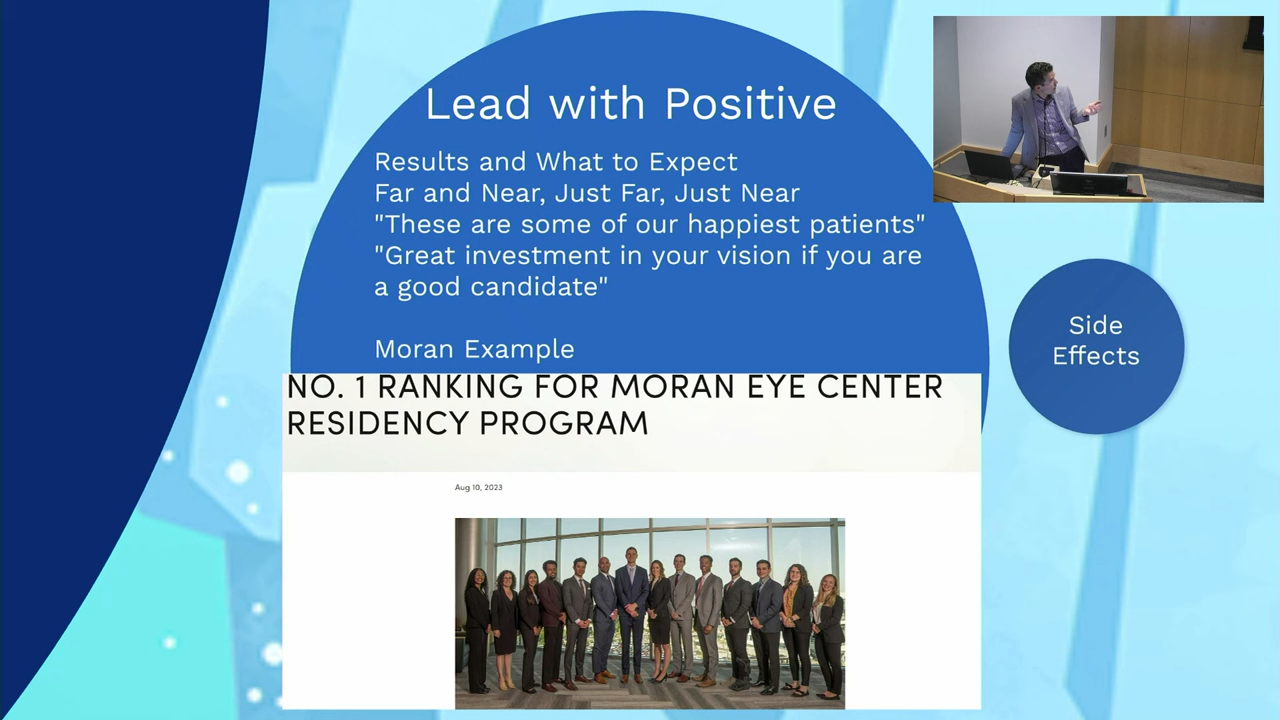 Lead with Positive
Results and What to Expect
Far and Near, Just Far, Just Near
"These are some of our happiest patients"
"Great investment in your vision if you are
a good candidate"
Moran Example
NO. 1 RANKING FOR MORAN EYE CENTER
RESIDENCY PROGRAM
Aug 10, 2023
Side
Effects